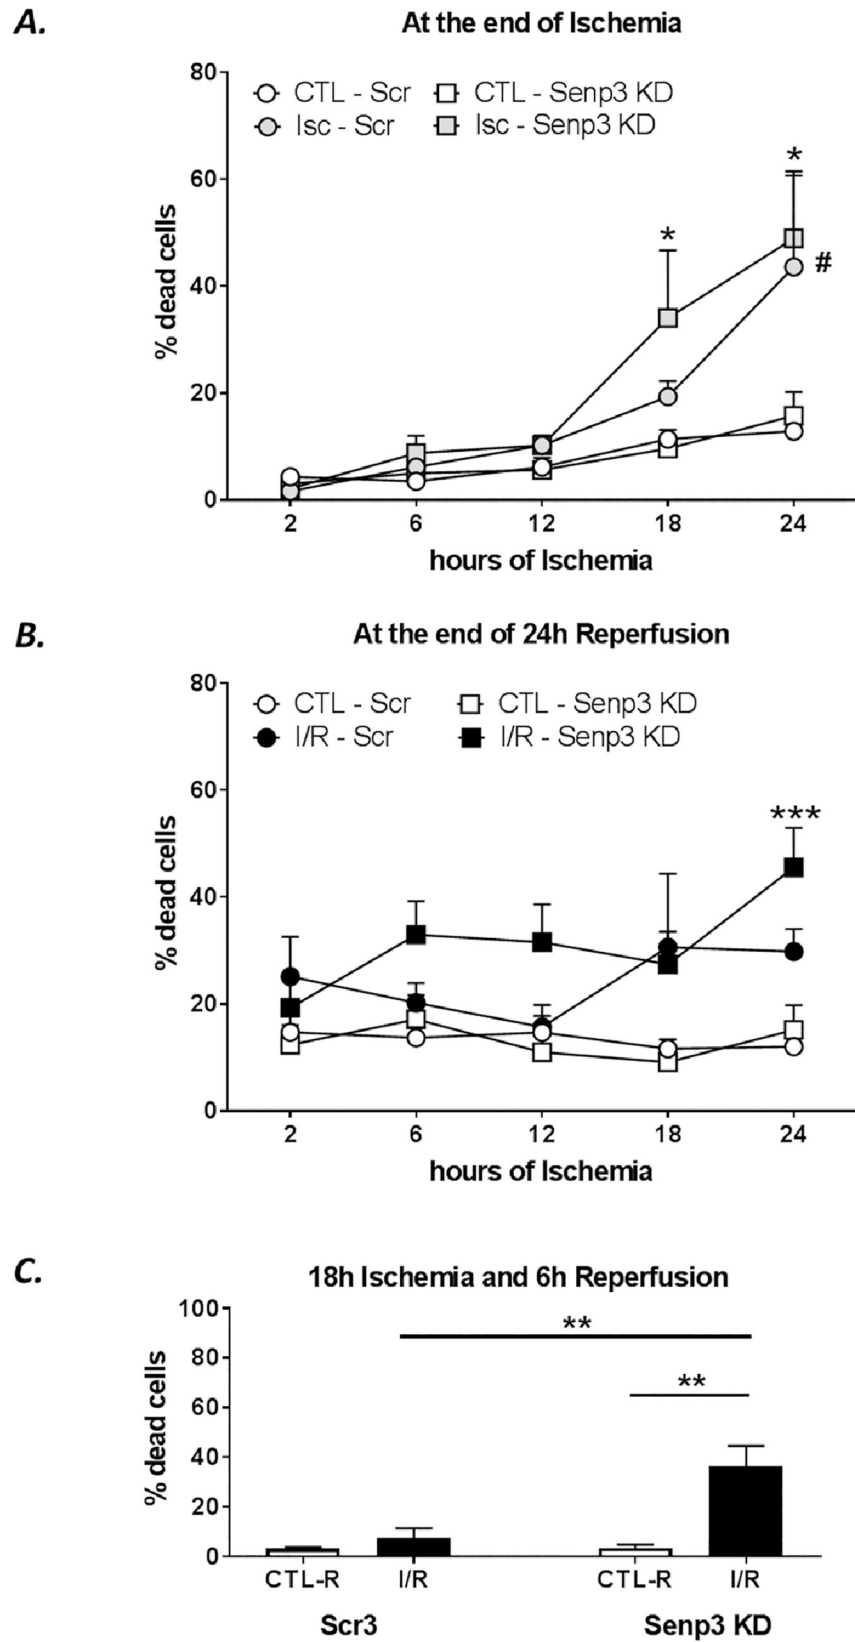 A.
At the end of Ischemia
80
60
40
20
0
% dead cells
CTL - Scr
CTL - Senp3 KD
Isc - Scr
Isc - Senp3 KD
*
*
#
2 6 12 18 24
hours of Ischemia
B.
At the end of 24h Reperfusion
80
60
40
20
0
% dead cells
CTL - Scr
CTL - Senp3 KD
I/R - Scr
I/R - Senp3 KD
***
2 6 12 18 24
hours of Ischemia
C.
18h Ischemia and 6h Reperfusion
100
80
60
40
20
0
% dead cells
**
**
CTL-R I/R CTL-R I/R
Scr3 Senp3 KD